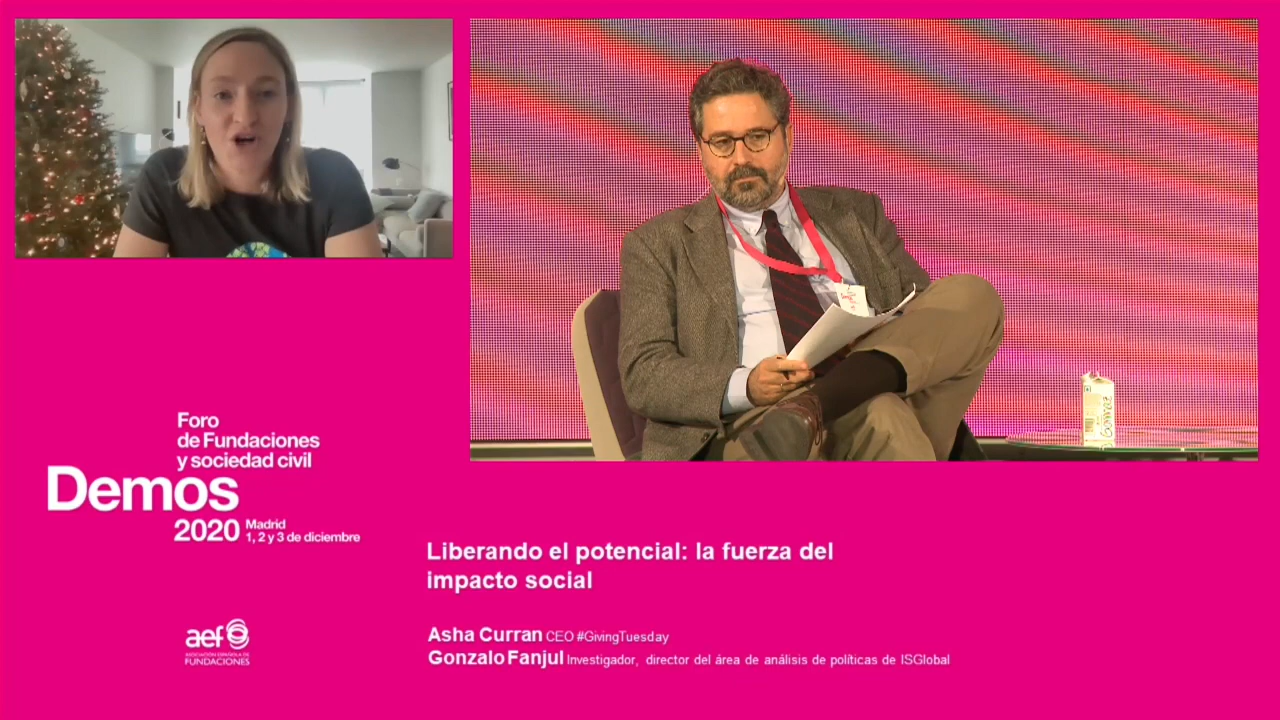 Foro
de Fundaciones
y sociedad civil
Demos
2020 Madrid
1, 2 y 3 de diciembre
Liberando el potencial: la fuerza del
impacto social
aef
ASOCIACIÓN ESPAÑOLA DE
FUNDACIONES
Asha Curran CEO #GivingTuesday
Gonzalo Fanjul Investigador, director del área de análisis de políticas de ISGlobal